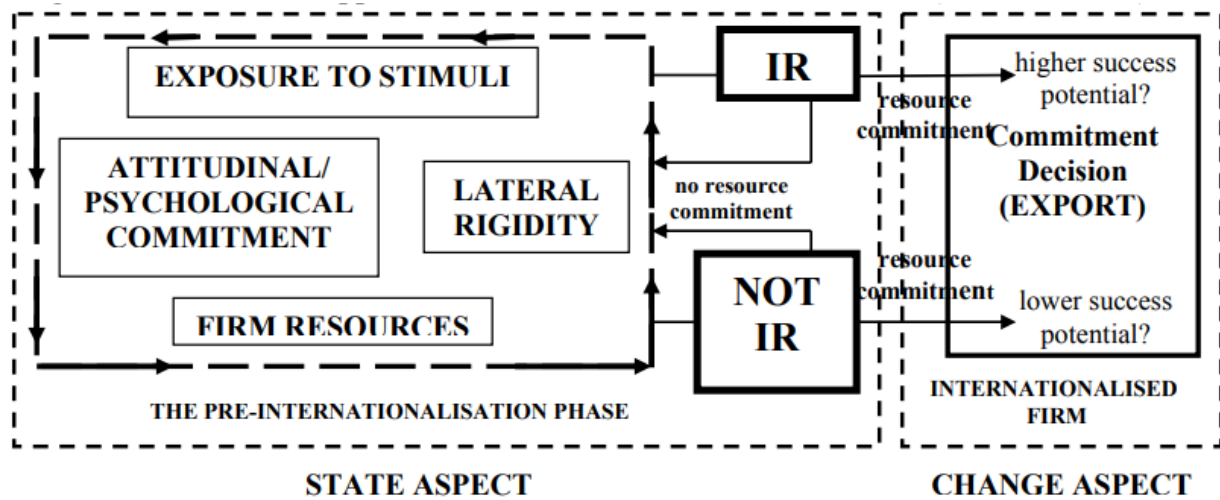 EXPOSURE TO STIMULI
ATTITUDINAL/
PSYCHOLOGICAL
COMMITMENT
LATERAL
RIGIDITY
FIRM RESOURCES
THE PRE-INTERNATIONALISATION PHASE
IR
NOT
IR
no resource
commitment
resource
commitment
resource
commitment
higher success
potential?
Commitment
Decision
(EXPORT)
lower success
potential?
INTERNATIONALISED
FIRM
STATE ASPECT
CHANGE ASPECT